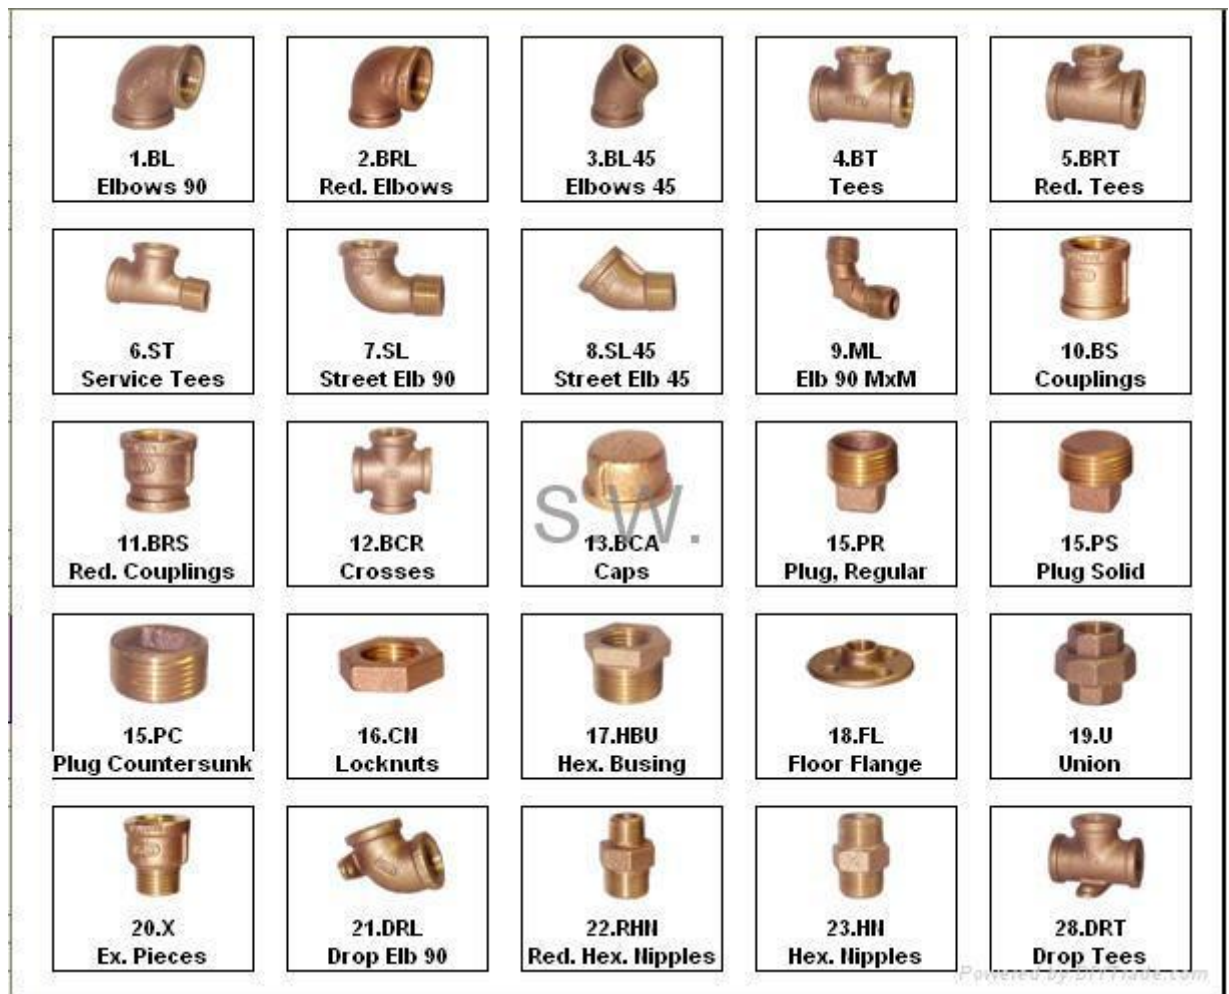 1.BL
Elbows 90
2.BRL
Red. Elbows
3.BL45
Elbows 45
4.BT
Tees
5.BRT
Red. Tees
6.ST
Service Tees
7.SL
Street Elb 90
8.SL45
Street Elb 45
9.ML
Elb 90 MxM
10.BS
Couplings
11.BRS
Red. Couplings
12.BCR
Crosses
S.W.
13.BCA
Caps
15.PR
Plug, Regular
15.PS
Plug Solid
15.PC
Plug Countersunk
16.CN
Locknuts
17.HBU
Hex. Busing
18.FL
Floor Flange
19.U
Union
20.X
Ex. Pieces
21.DRL
Drop Elb 90
22.RHN
Red. Hex. Nipples
23.HN
Hex. Nipples
28.DRT
Drop Tees
Powered by DIYTrade.com